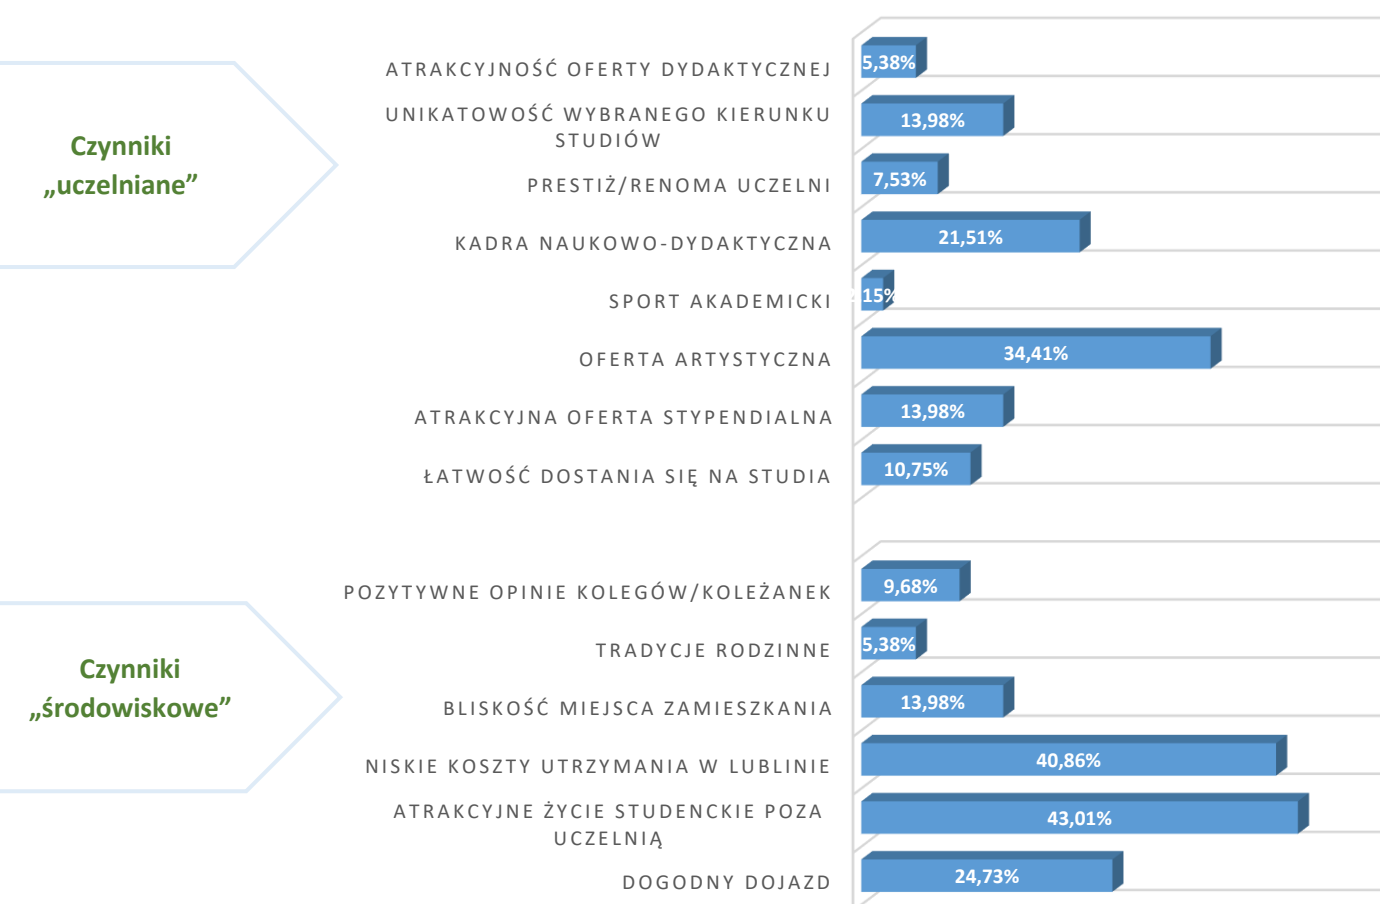 Czynniki
„uczelniane”
ATRAKCYJNOŚĆ OFERTY DYDAKTYCZNEJ
5,38%
UNIKATOWOŚĆ WYBRANEGO KIERUNKU
STUDIÓW
13,98%
PRESTIŻ/RENOMA UCZELNI
7,53%
KADRA NAUKOWO-DYDAKTYCZNA
21,51%
SPORT AKADEMICKI
2,15%
OFERTA ARTYSTYCZNA
34,41%
ATRAKCYJNA OFERTA STYPENDIALNA
13,98%
ŁATWOŚĆ DOSTANIA SIĘ NA STUDIA
10,75%
Czynniki
„środowiskowe”
POZYTYWNE OPINIE KOLEGÓW/KOLEŻANEK
9,68%
TRADYCJE RODZINNE
5,38%
BLISKOŚĆ MIEJSCA ZAMIESZKANIA
13,98%
NISKIE KOSZTY UTRZYMANIA W LUBLINIE
40,86%
ATRAKCYJNE ŻYCIE STUDENCKIE POZA
UCZELNIĄ
43,01%
DOGODNY DOJAZD
24,73%